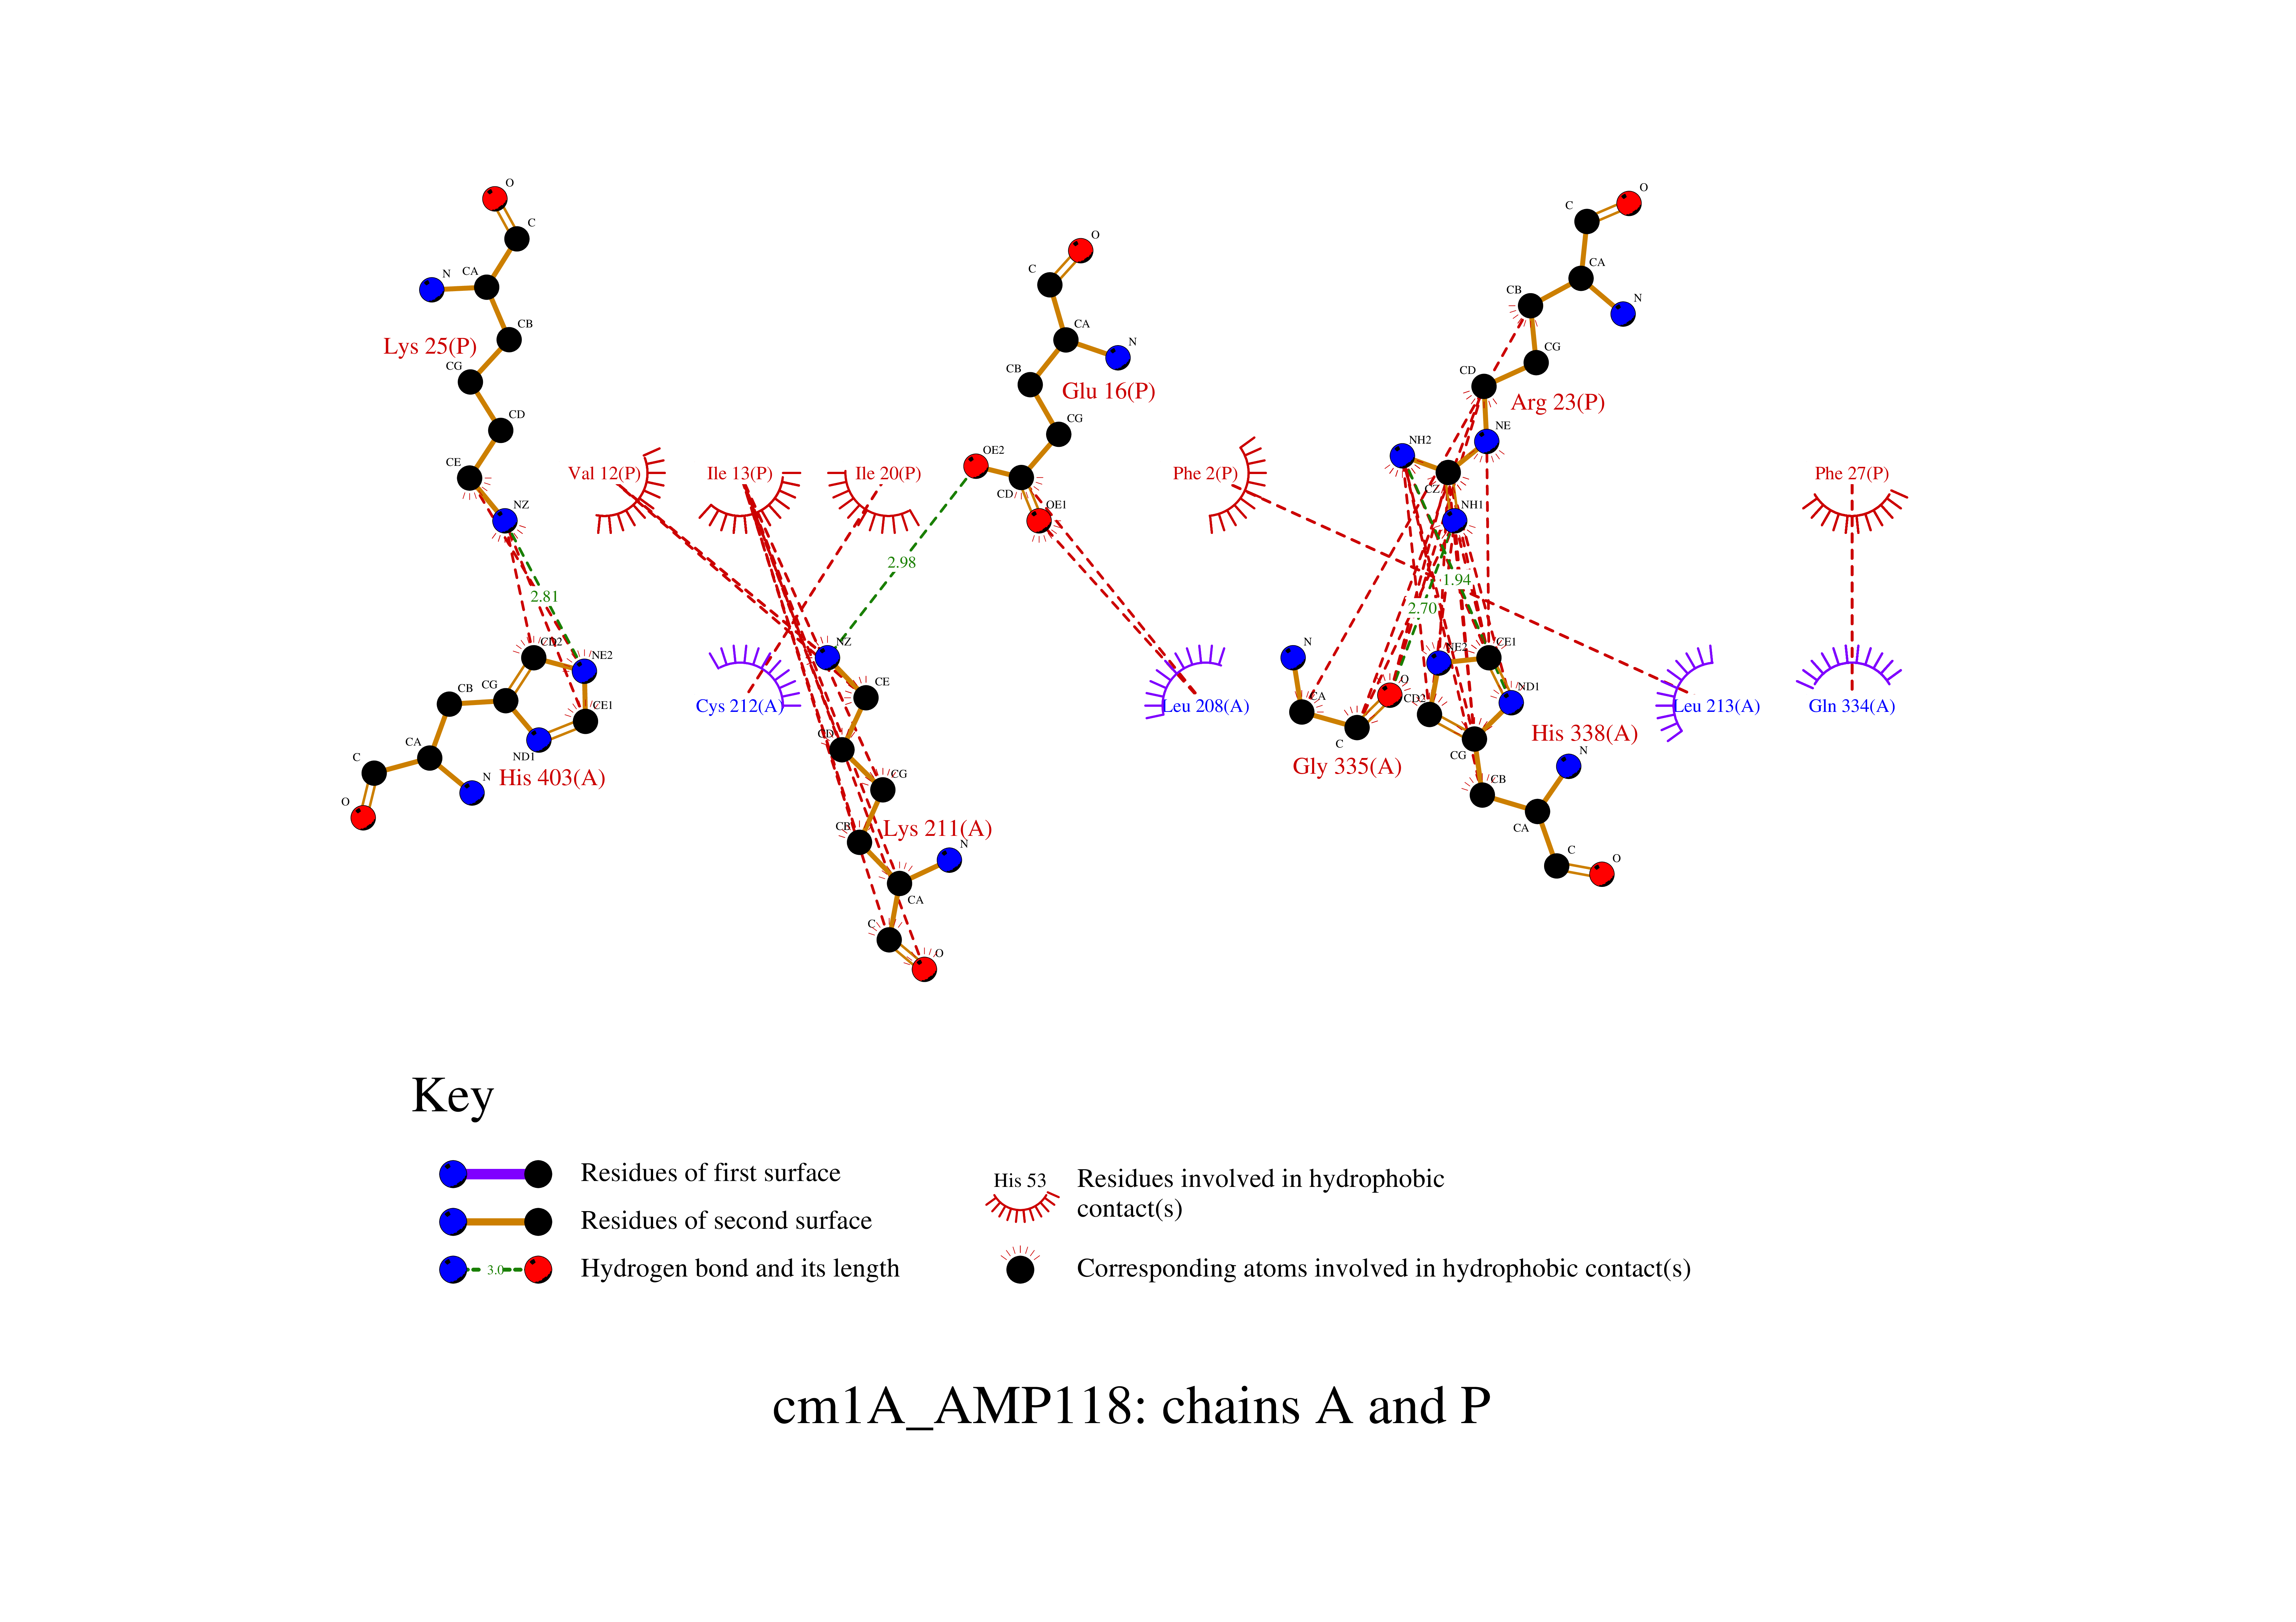 O
C
CA
N
CB
Lys 25(P)
CG
CD
CE
NZ
2.81
CD2
NE2
CB
CG
CE1
CA
ND1
C
N
His 403(A)
O
Val 12(P)
Ile 13(P)
Ile 20(P)
Cys 212(A)
O
C
CA
N
CB
Glu 16(P)
CG
OE2
CD
OE1
2.98
NZ
CE
CD
CG
CB
Lys 211(A)
N
CA
C
O
Phe 2(P)
Leu 208(A)
O
C
CA
CB
N
CG
CD
Arg 23(P)
NE
NH2
CZ
NH1
1.94
2.70
N
CA
O
C
Gly 335(A)
NE2
CE1
CD2
ND1
CG
His 338(A)
N
CB
CA
C
O
Leu 213(A)
Phe 27(P)
Gln 334(A)
Key
Residues of first surface
Residues of second surface
3.0
Hydrogen bond and its length
His 53
Residues involved in hydrophobic
contact(s)
Corresponding atoms involved in hydrophobic contact(s)
cm1A_AMP118: chains A and P